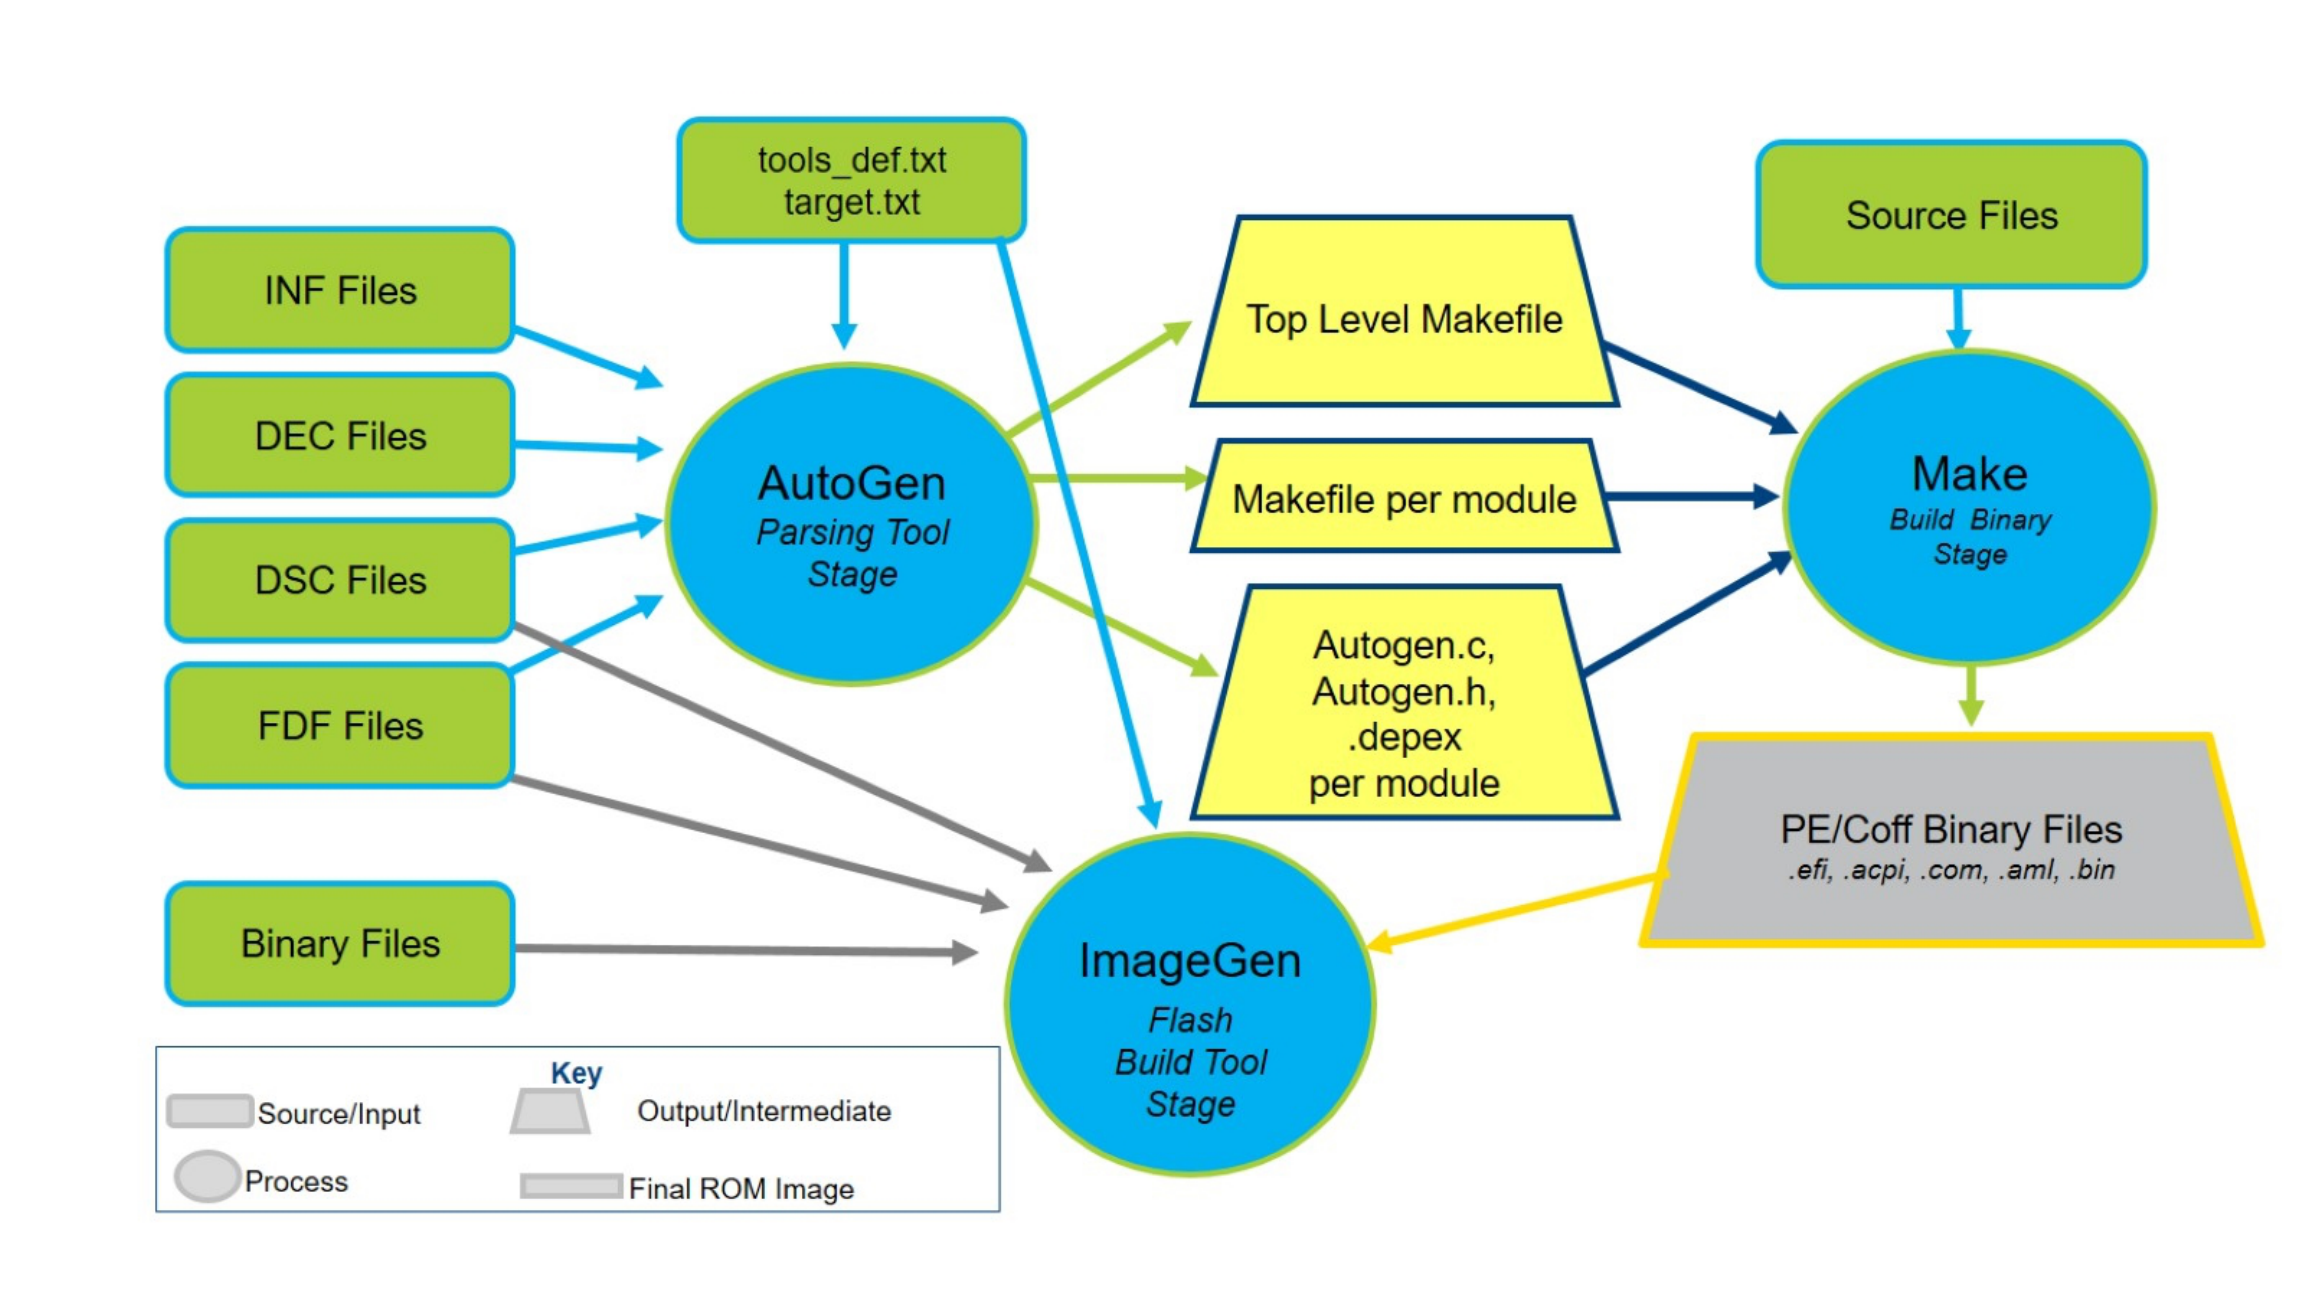 tools_def.txt
target.txt
Source Files
INF Files
DEC Files
DSC Files
FDF Files
Binary Files
AutoGen
Parsing Tool
Stage
Top Level Makefile
Makefile per module
Autogen.c,
Autogen.h,
.depex
per module
Make
Build Binary
Stage
PE/Coff Binary Files
.efi, .acpi, .com, .aml, .bin
ImageGen
Flash
Build Tool
Stage
Key
Source/Input
Output/Intermediate
Process
Final ROM Image